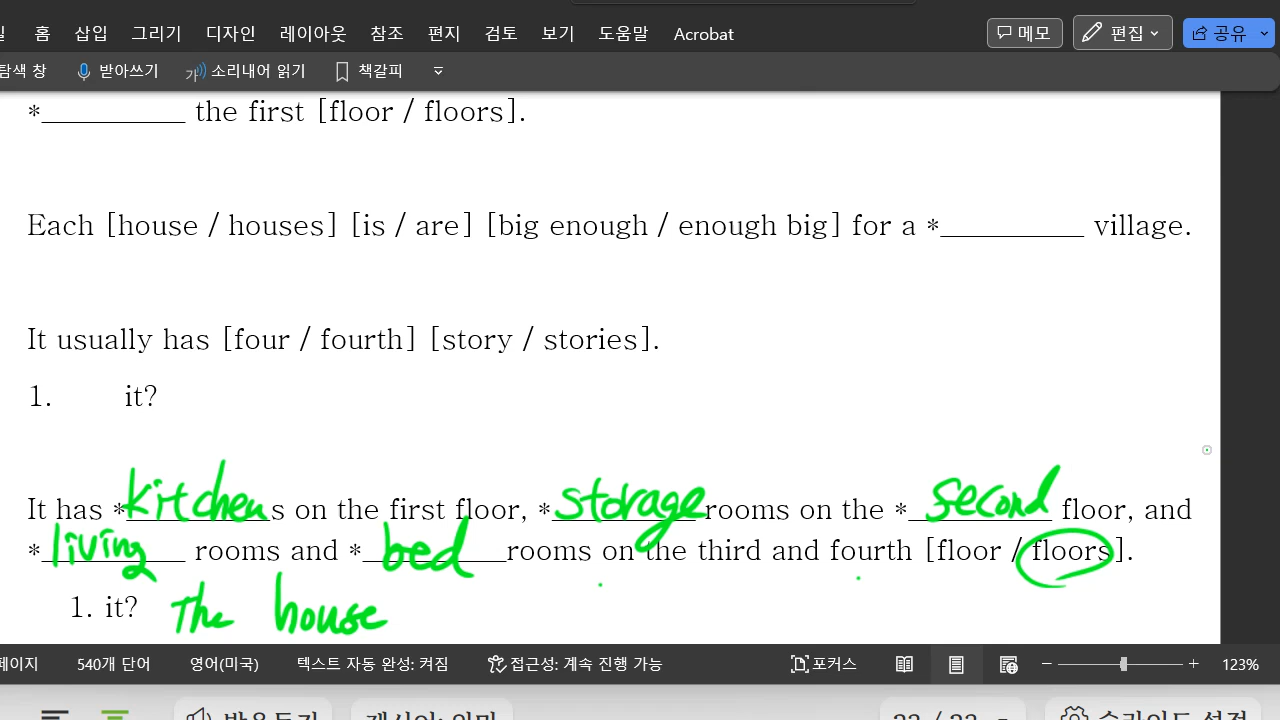 홈 삽입 그리기 디자인 레이아웃 참조 편지 검토 보기 도움말 Acrobat 메모 편집 공유
탐색 창 받아쓰기 소리내어 읽기 책갈피
*__________ the first [floor / floors].
Each [house / houses] [is / are] [big enough / enough big] for a *__________ village.
It usually has [four / fourth] [story / stories].
1. it?
It has *kitchens on the first floor, *storage rooms on the *second floor, and
*living rooms and *bed rooms on the third and fourth [floor / floors].
1. it? The house
페이지 540개 단어 영어(미국) 텍스트 자동 완성: 켜짐 접근성: 계속 진행 가능 포커스 123%